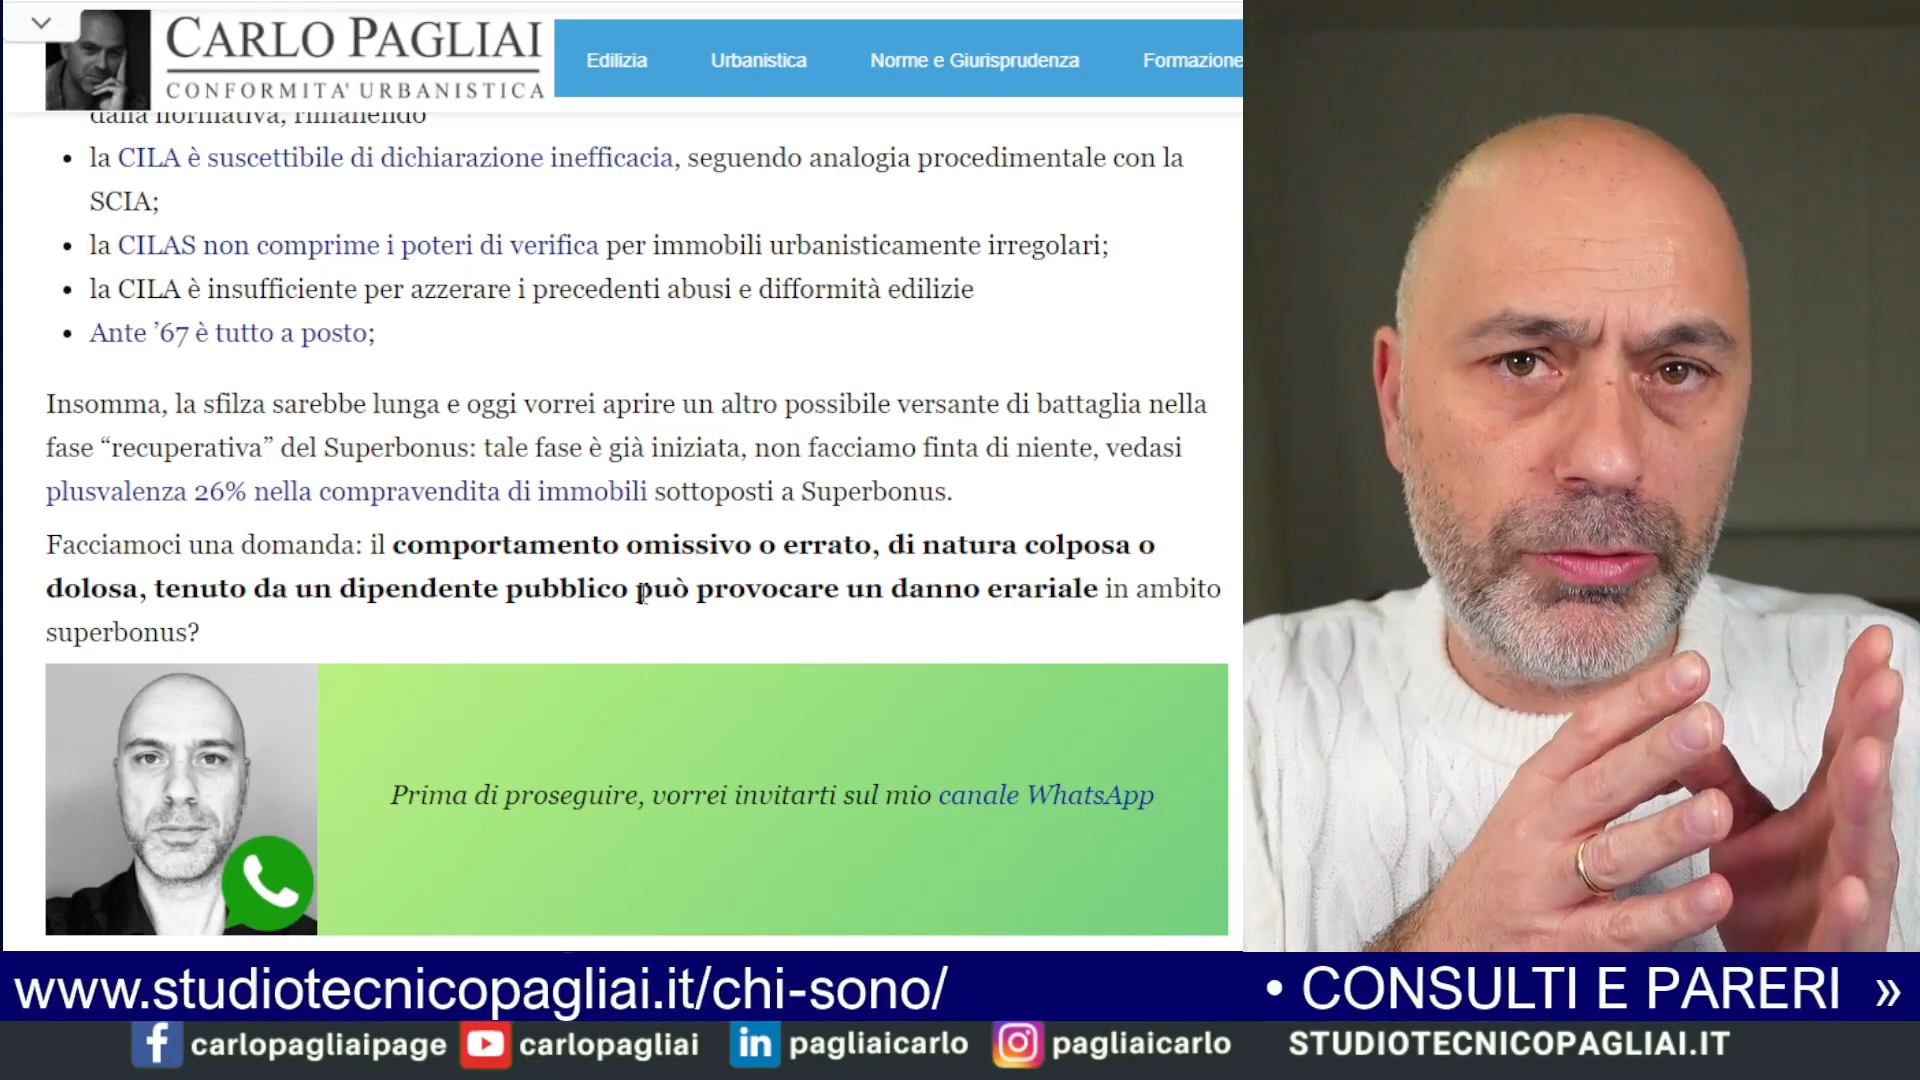 CARLO PAGLIAI
CONFORMITA' URBANISTICA
Edilizia
Urbanistica
Norme e Giurisprudenza
Formazione
dalla normativa, rimanendo
• la CILA è suscettibile di dichiarazione inefficacia, seguendo analogia procedimentale con la
SCIA;
• la CILAS non comprime i poteri di verifica per immobili urbanisticamente irregolari;
• la CILA è insufficiente per azzerare i precedenti abusi e difformità edilizie
• Ante ’67 è tutto a posto;
Insomma, la sfilza sarebbe lunga e oggi vorrei aprire un altro possibile versante di battaglia nella
fase “recuperativa” del Superbonus: tale fase è già iniziata, non facciamo finta di niente, vedasi
plusvalenza 26% nella compravendita di immobili sottoposti a Superbonus.
Facciamoci una domanda: il comportamento omissivo o errato, di natura colposa o
dolosa, tenuto da un dipendente pubblico può provocare un danno erariale in ambito
superbonus?
Prima di proseguire, vorrei invitarti sul mio canale WhatsApp
www.studiotecnicopagliai.it/chi-sono/
• CONSULTI E PARERI »
carlopagliaipage
carlopagliai
pagliaicarlo
pagliaicarlo
STUDIOTECNICOPAGLIAI.IT